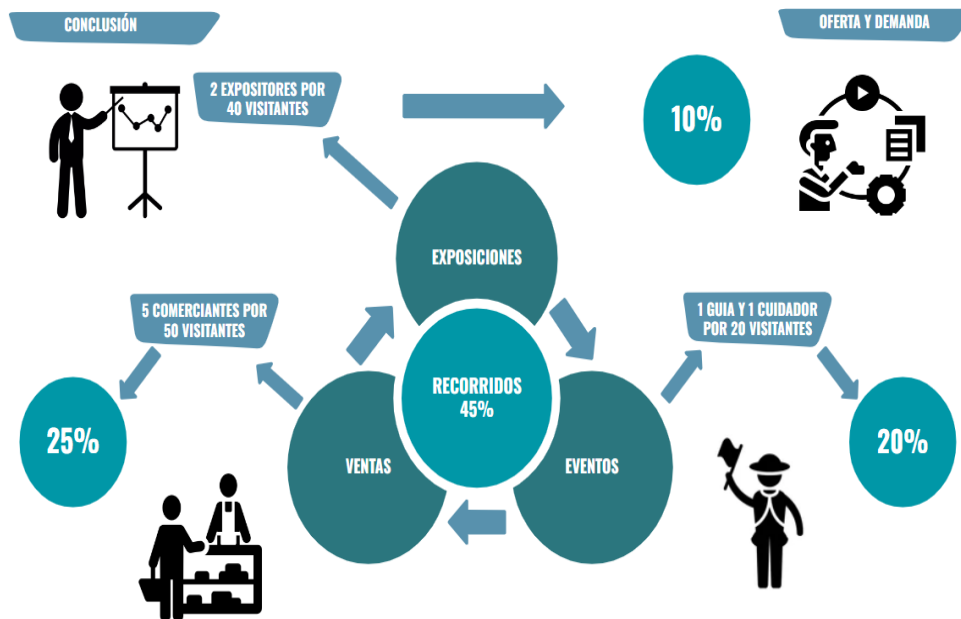 CONCLUSIÓN
OFERTA Y DEMANDA
2 EXPOSITORES POR
40 VISITANTES
10%
EXPOSICIONES
5 COMERCIANTES POR
50 VISITANTES
1 GUIA Y 1 CUIDADOR
POR 20 VISITANTES
RECORRIDOS
45%
25%
VENTAS
EVENTOS
20%